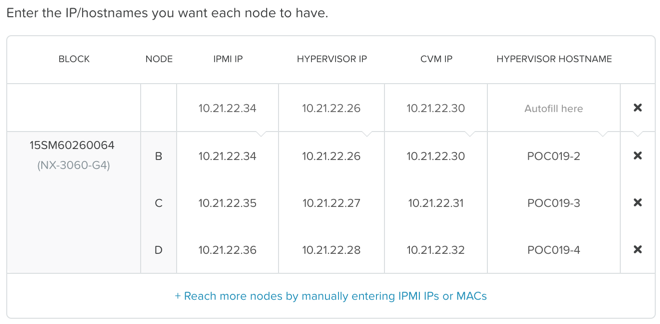 Enter the IP/hostnames you want each node to have.
BLOCK NODE IPMI IP HYPERVISOR IP CVM IP HYPERVISOR HOSTNAME
10.21.22.34 10.21.22.26 10.21.22.30 Autofill here ×
15SM60260064
(NX-3060-G4)
B 10.21.22.34 10.21.22.26 10.21.22.30 POC019-2 ×
C 10.21.22.35 10.21.22.27 10.21.22.31 POC019-3 ×
D 10.21.22.36 10.21.22.28 10.21.22.32 POC019-4 ×
+ Reach more nodes by manually entering IPMI IPs or MACs